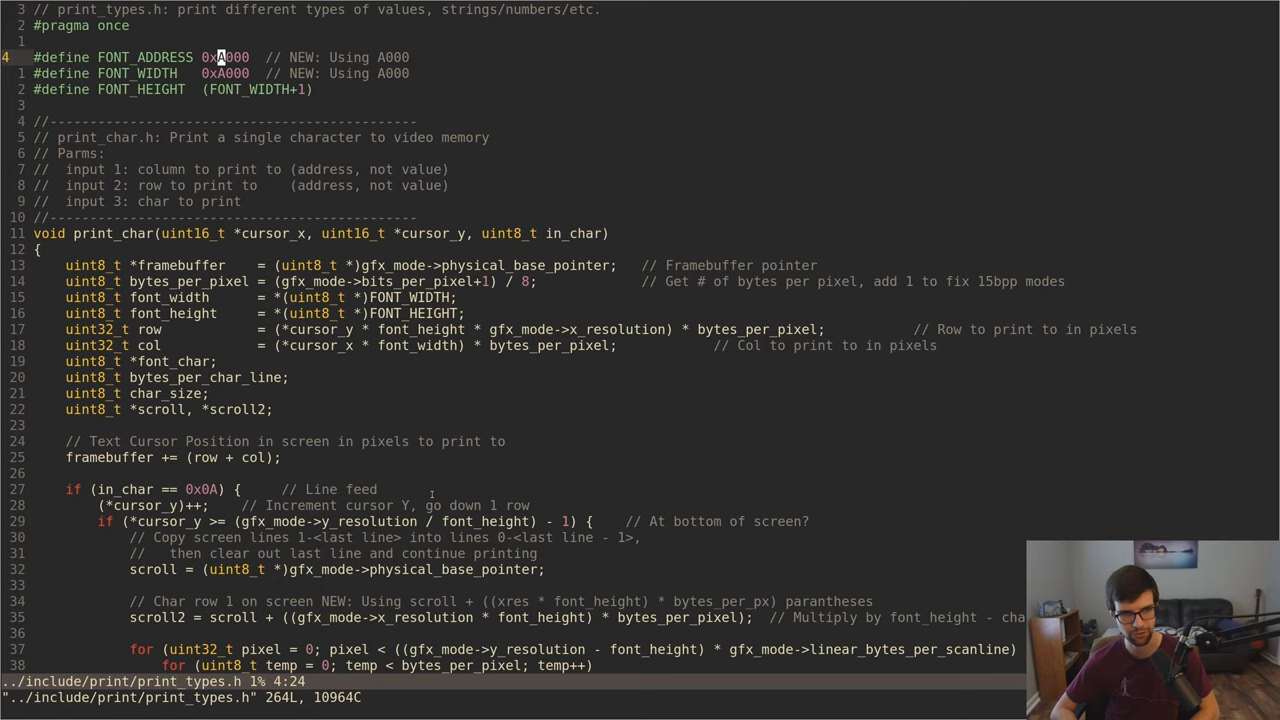 3 // print_types.h: print different types of values, strings/numbers/etc.
2 #pragma once
1
4 #define FONT_ADDRESS 0xA000 // NEW: Using A000
1 #define FONT_WIDTH 0xA000 // NEW: Using A000
2 #define FONT_HEIGHT (FONT_WIDTH+1)
3
4 //-----------------------------------------------
5 // print_char.h: Print a single character to video memory
6 // Parms:
7 // input 1: column to print to (address, not value)
8 // input 2: row to print to (address, not value)
9 // input 3: char to print
10 //-----------------------------------------------
11 void print_char(uint16_t *cursor_x, uint16_t *cursor_y, uint8_t in_char)
12 {
13 uint8_t *framebuffer = (uint8_t *)gfx_mode->physical_base_pointer; // Framebuffer pointer
14 uint8_t bytes_per_pixel = (gfx_mode->bits_per_pixel+1) / 8; // Get # of bytes per pixel, add 1 to fix 15bpp modes
15 uint8_t font_width = *(uint8_t *)FONT_WIDTH;
16 uint8_t font_height = *(uint8_t *)FONT_HEIGHT;
17 uint32_t row = (*cursor_y * font_height * gfx_mode->x_resolution) * bytes_per_pixel; // Row to print to in pixels
18 uint32_t col = (*cursor_x * font_width) * bytes_per_pixel; // Col to print to in pixels
19 uint8_t *font_char;
20 uint8_t bytes_per_char_line;
21 uint8_t char_size;
22 uint8_t *scroll, *scroll2;
23
24 // Text Cursor Position in screen in pixels to print to
25 framebuffer += (row + col);
26
27 if (in_char == 0x0A) { // Line feed
28 (*cursor_y)++; // Increment cursor Y, go down 1 row
29 if (*cursor_y >= (gfx_mode->y_resolution / font_height) - 1) { // At bottom of screen?
30 // Copy screen lines 1-<last line> into lines 0-<last line - 1>,
31 // then clear out last line and continue printing
32 scroll = (uint8_t *)gfx_mode->physical_base_pointer;
33
34 // Char row 1 on screen NEW: Using scroll + ((xres * font_height) * bytes_per_px) parantheses
35 scroll2 = scroll + ((gfx_mode->x_resolution * font_height) * bytes_per_pixel); // Multiply by font_height - cha
36
37 for (uint32_t pixel = 0; pixel < ((gfx_mode->y_resolution - font_height) * gfx_mode->linear_bytes_per_scanline)
38 for (uint8_t temp = 0; temp < bytes_per_pixel; temp++)
../include/print/print_types.h 1% 4:24
"../include/print/print_types.h" 264L, 10964C